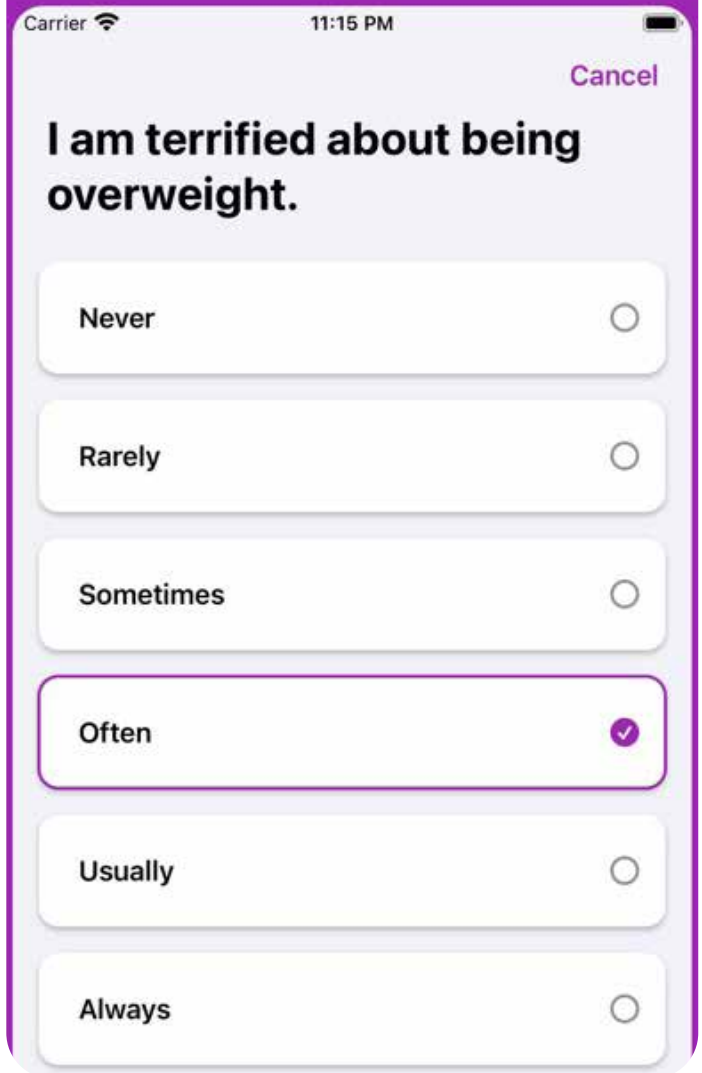 Carrier
11:15 PM
Cancel
I am terrified about being
overweight.
Never
Rarely
Sometimes
Often
Usually
Always